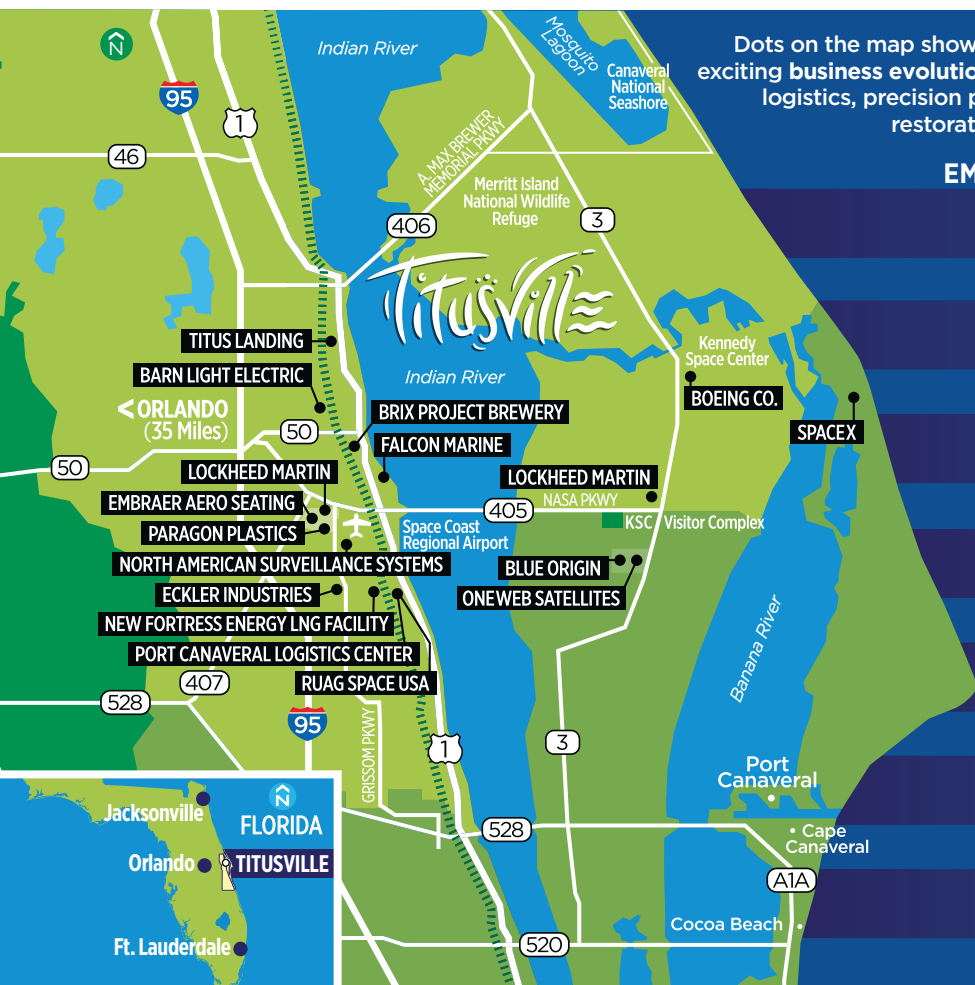 N
Indian River
Mosquito
Lagoon
Canaveral
National
Seashore
Dots on the map show
exciting business evolutio
logistics, precision p
restorat
EM
95
1
46
A. MAX BREWER
MEMORIAL PKWY
Merritt Island
National Wildlife
Refuge
406
3
Titusville
TITUS LANDING
BARN LIGHT ELECTRIC
Indian River
Kennedy
Space Center
BOEING CO.
< ORLANDO
(35 Miles)
BRIX PROJECT BREWERY
SPACEX
50
FALCON MARINE
50
LOCKHEED MARTIN
LOCKHEED MARTIN
EMBRAER AERO SEATING
NASA PKWY
405
PARAGON PLASTICS
Space Coast
Regional Airport
KSC Visitor Complex
NORTH AMERICAN SURVEILLANCE SYSTEMS
BLUE ORIGIN
ECKLER INDUSTRIES
ONEWEB SATELLITES
NEW FORTRESS ENERGY LNG FACILITY
PORT CANAVERAL LOGISTICS CENTER
Banana River
407
RUAG SPACE USA
528
95
GRISSOM PKWY
1
3
Port
Canaveral
528
Cape
Canaveral
A1A
Cocoa Beach
520
Jacksonville
N
FLORIDA
Orlando
TITUSVILLE
Ft. Lauderdale